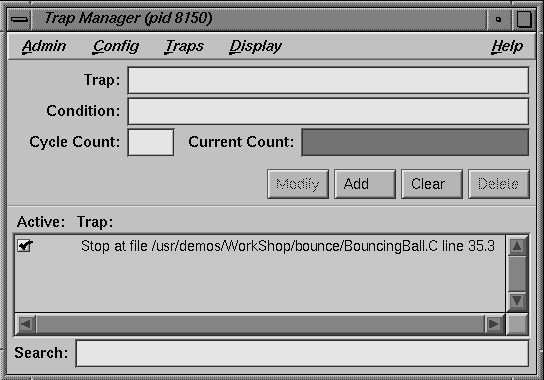 Trap Manager (pid 8150)
Admin Config Traps Display Help
Trap:
Condition:
Cycle Count: Current Count:
Modify Add Clear Delete
Active: Trap:
Stop at file /usr/demos/WorkShop/bounce/BouncingBall.C line 35.3
Search: